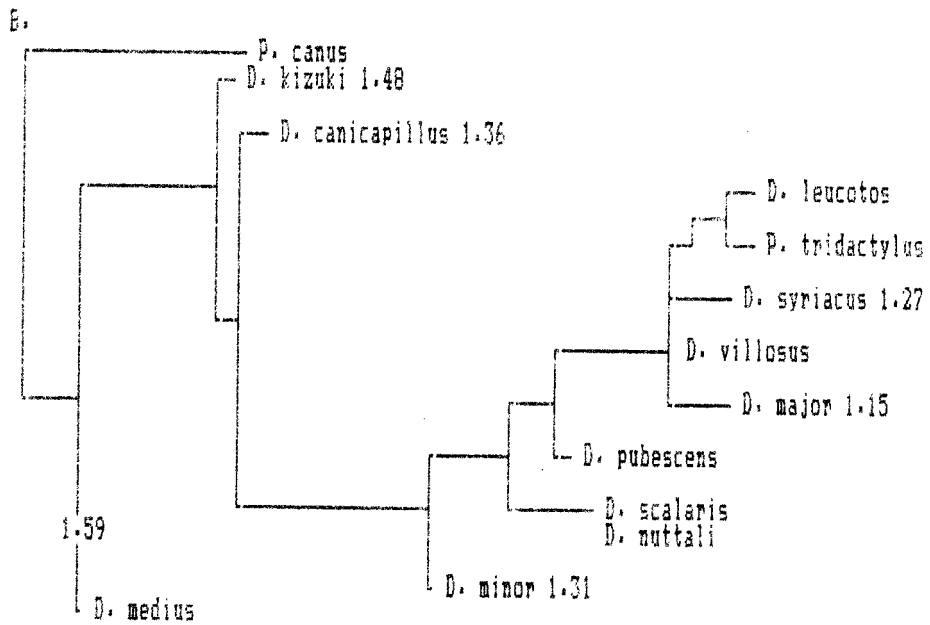 B.
P. canus
D. kizuki 1.48
D. canicapillus 1.36
D. leucotos
P. tridactylus
D. syriacus 1.27
D. villosus
D. major 1.15
D. pubescens
D. scalaris
D. nuttali
1.59
D. minor 1.31
D. medius